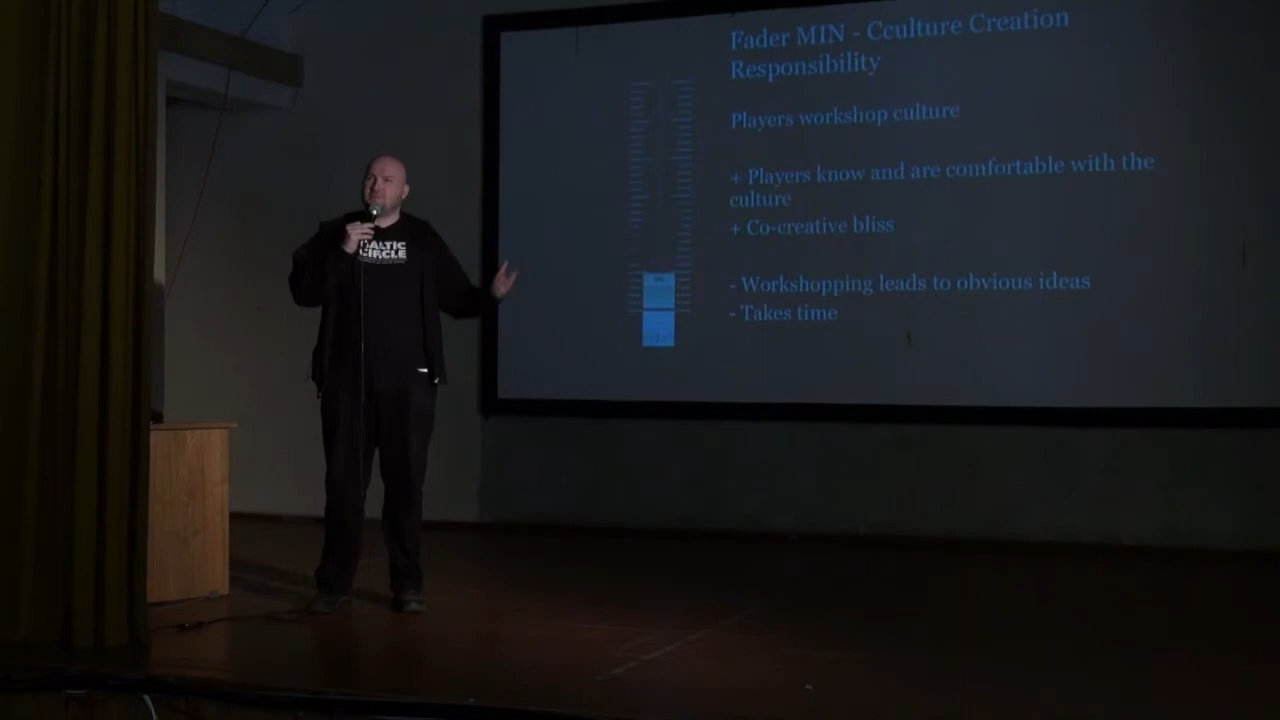 Fader MIN - Cculture Creation
Responsibility
Players workshop culture
+ Players know and are comfortable with the
culture
+ Co-creative bliss
- Workshopping leads to obvious ideas
- Takes time
BALTIC
CIRCLE